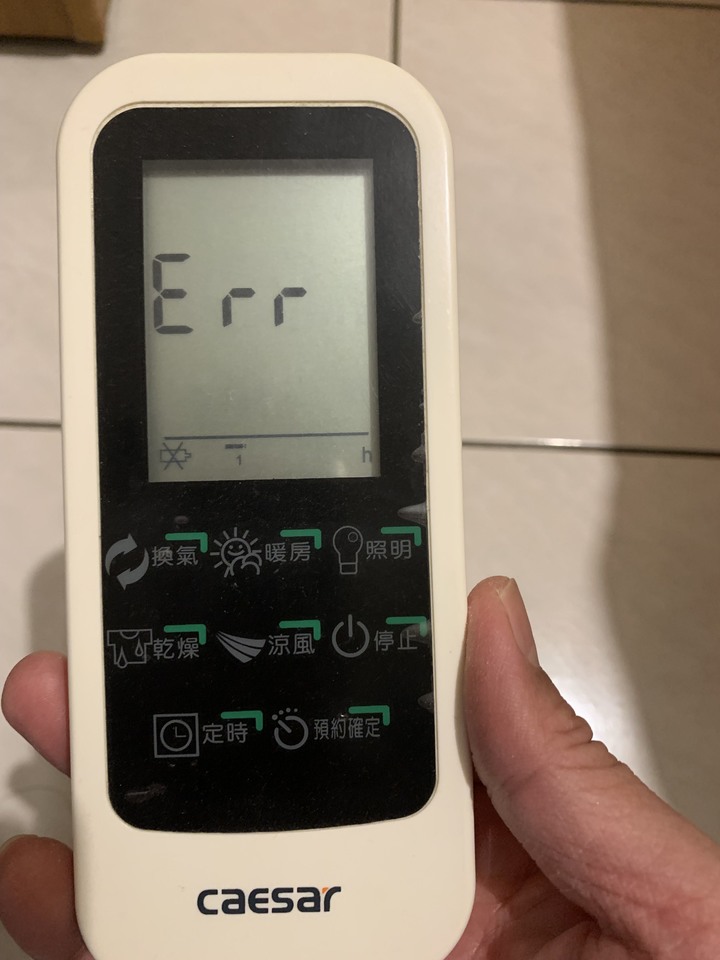 Err
1 h
換氣 暖房 照明
乾燥 涼風 停止
定時 預約確定
caesar